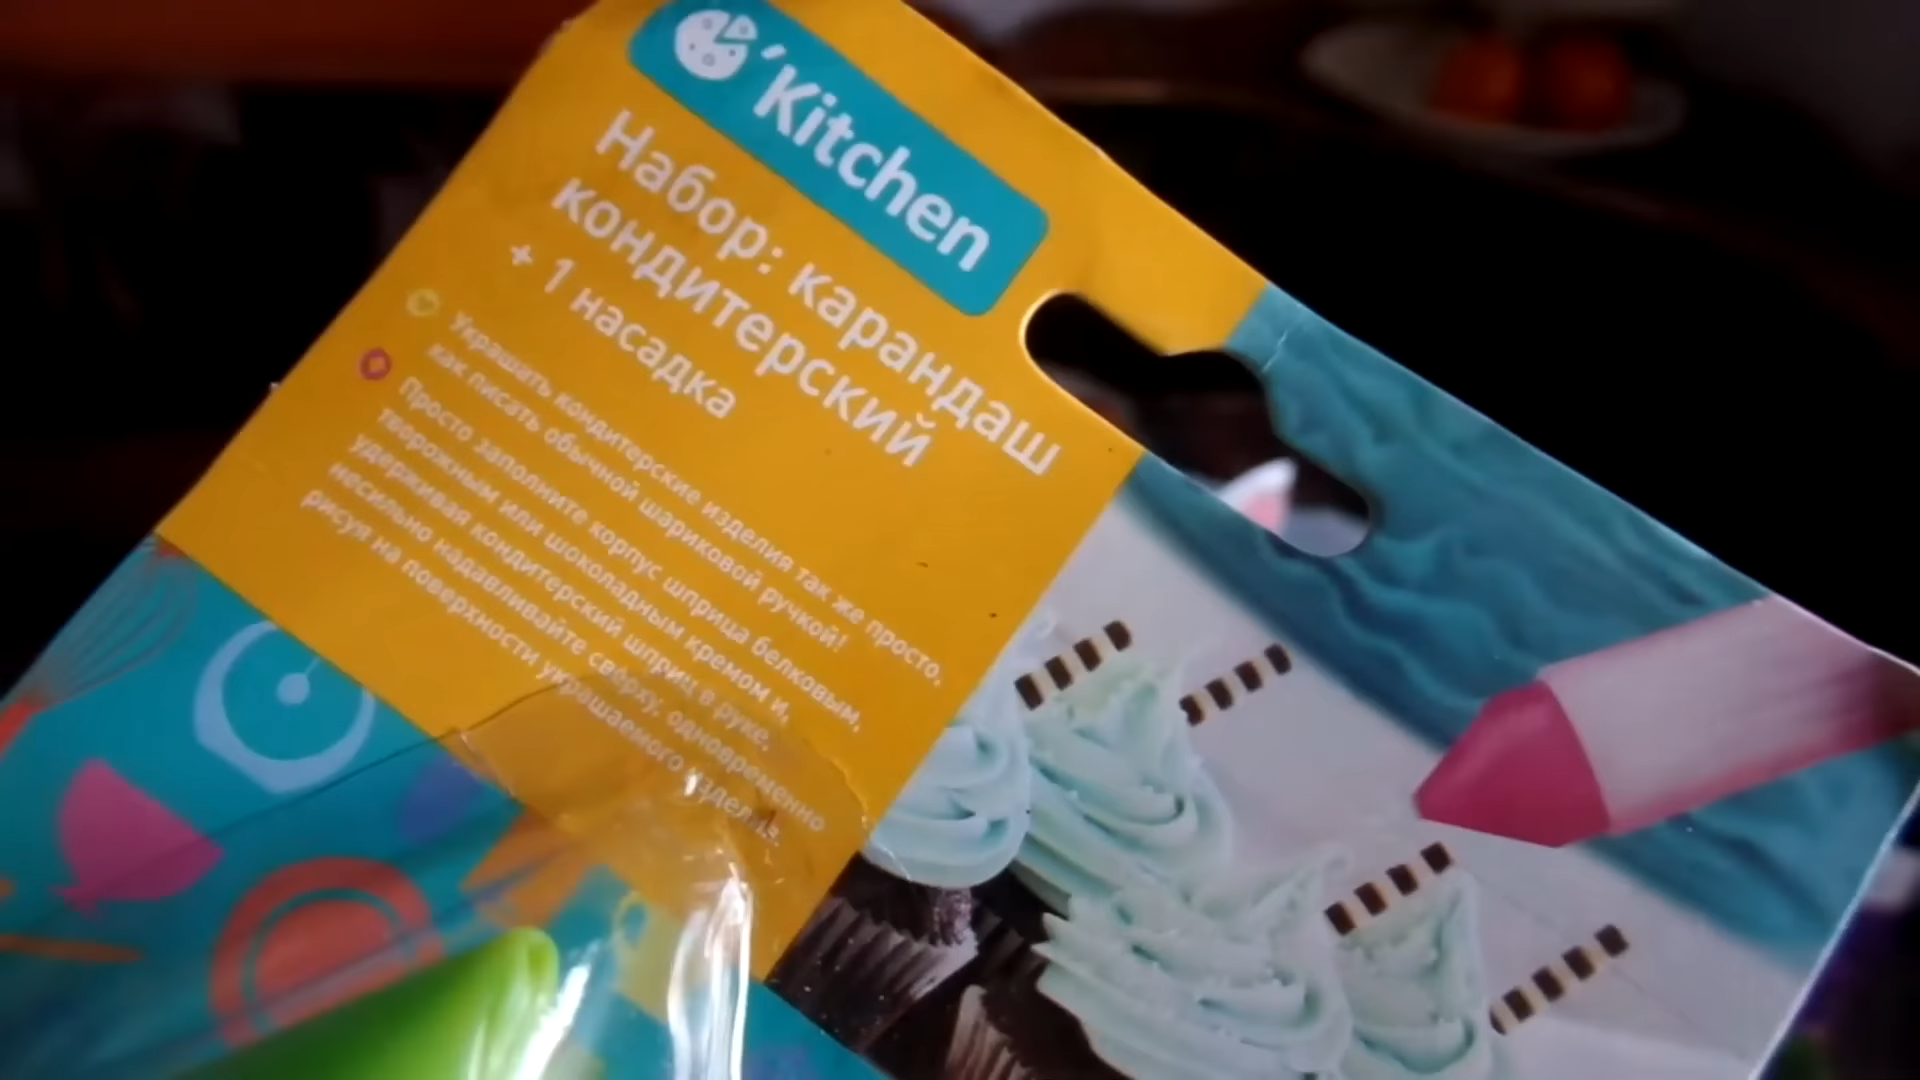 'Kitchen
Набор: карандаш
кондитерский
+ 1 насадка
Украшать кондитерские изделия так же просто,
как писать обычной шариковой ручкой!
Просто заполните корпус шприца белковым,
творожным или шоколадным кремом и,
удерживая кондитерский шприц в руке,
несильно надавливайте сверху, одновременно
рисуя на поверхности украшаемого изделия.